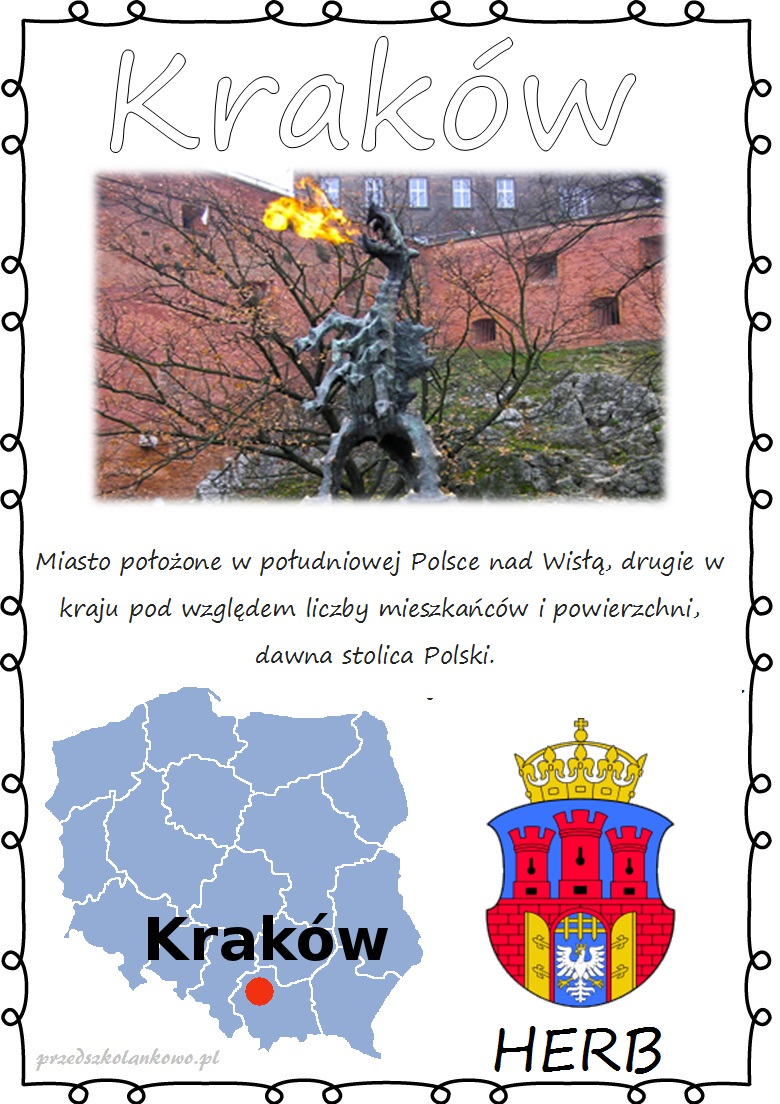 Kraków
Miasto położone w południowej Polsce nad Wisłą, drugie w
kraju pod względem liczby mieszkańców i powierzchni,
dawna stolica Polski.
Kraków
HERB
przedszkolankowo.pl